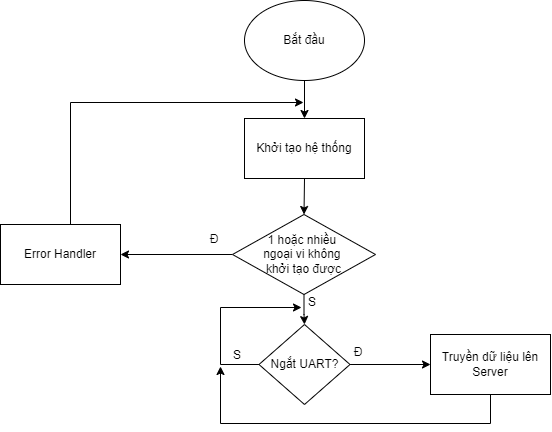 Bắt đầu
Khởi tạo hệ thống
1 hoặc nhiều
ngoại vi không
khởi tạo được
Đ
Error Handler
S
Ngắt UART?
S
Đ
Truyền dữ liệu lên
Server